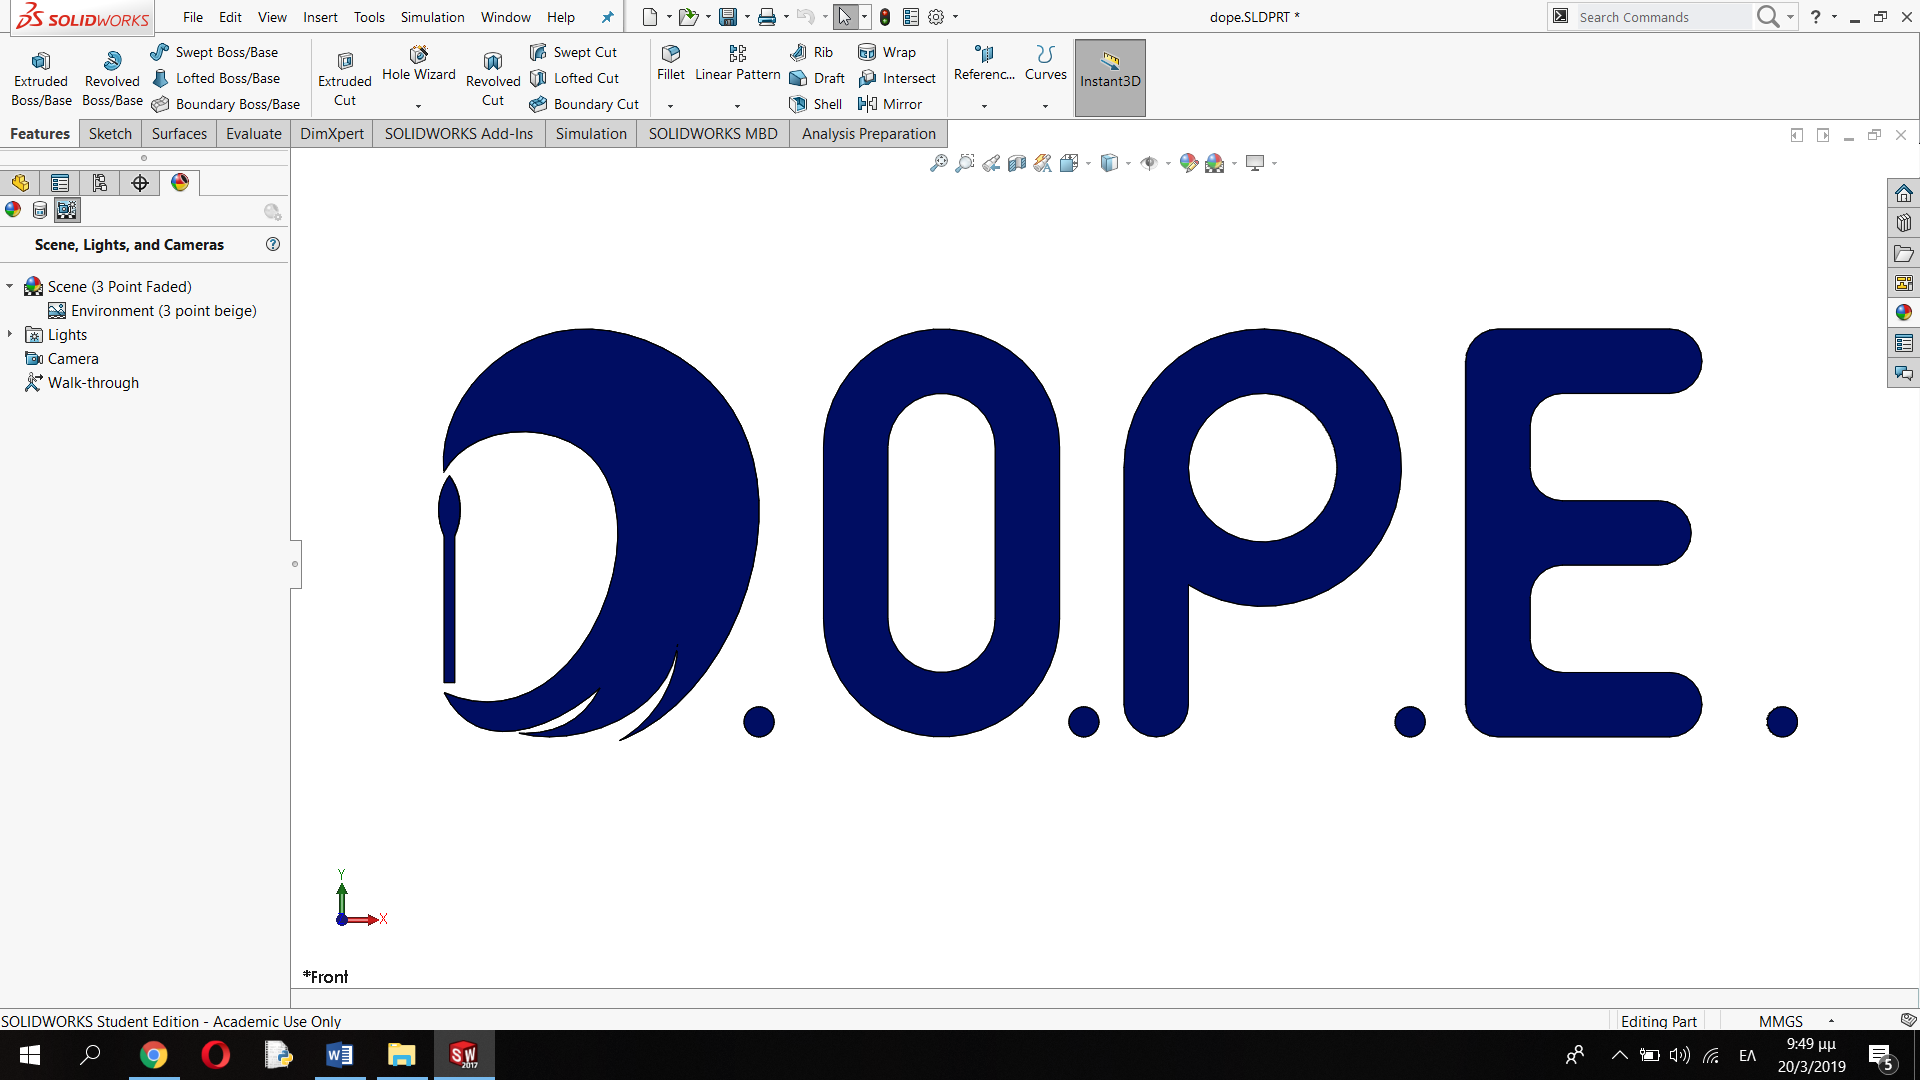 SOLIDWORKS File Edit View Insert Tools Simulation Window Help dope.SLDPRT * Search Commands ?
Extruded Boss/Base
Revolved Boss/Base
Swept Boss/Base
Lofted Boss/Base
Boundary Boss/Base
Extruded Cut
Hole Wizard
Revolved Cut
Swept Cut
Lofted Cut
Boundary Cut
Fillet
Linear Pattern
Rib
Draft
Shell
Wrap
Intersect
Mirror
Referenc...
Curves
Instant3D
Features Sketch Surfaces Evaluate DimXpert SOLIDWORKS Add-Ins Simulation SOLIDWORKS MBD Analysis Preparation
Scene, Lights, and Cameras ?
Scene (3 Point Faded)
Environment (3 point beige)
Lights
Camera
Walk-through
D.O.P.E.
Y
X
*Front
SOLIDWORKS Student Edition - Academic Use Only
Editing Part MMGS
SW 2017
ΕΛ
9:49 μμ
20/3/2019
5